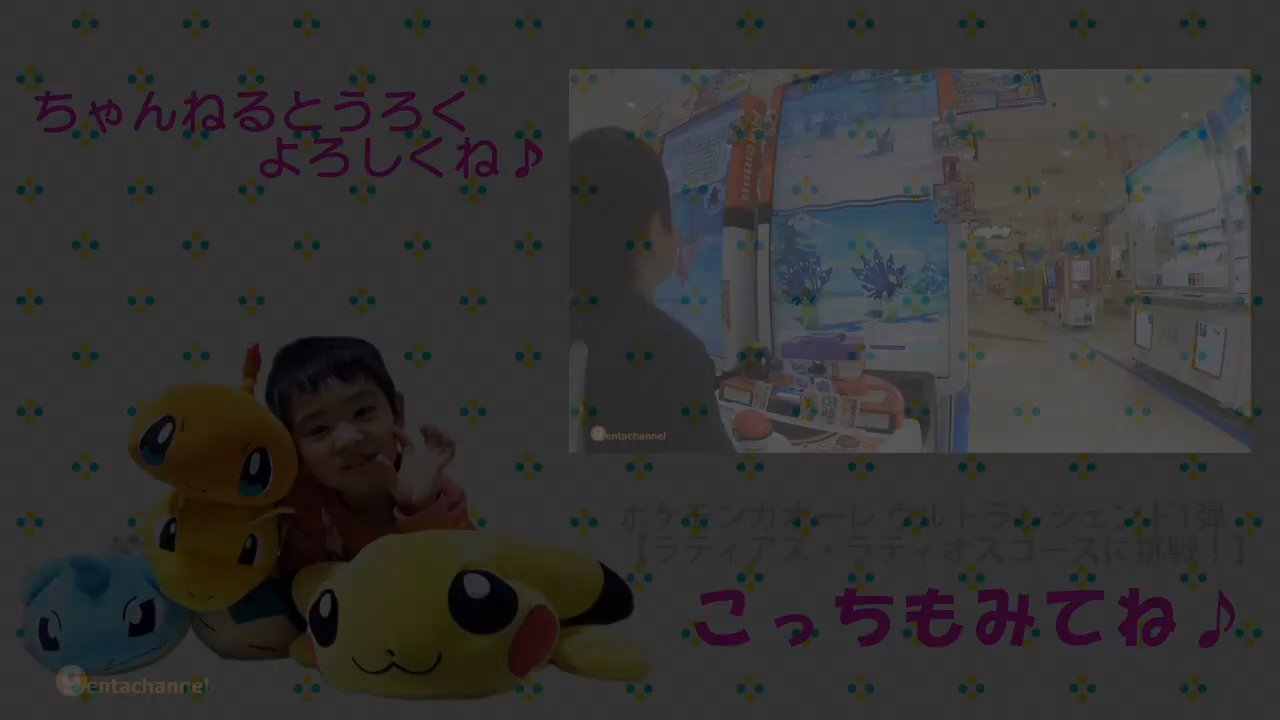 ちゃんねるとうろく
よろしくね♪
entachannel
ポケモンガオーレ ウルトラレジェンド1弾
【ラティアス・ラティオスコースに挑戦！】
こっちもみてね♪
entachannel